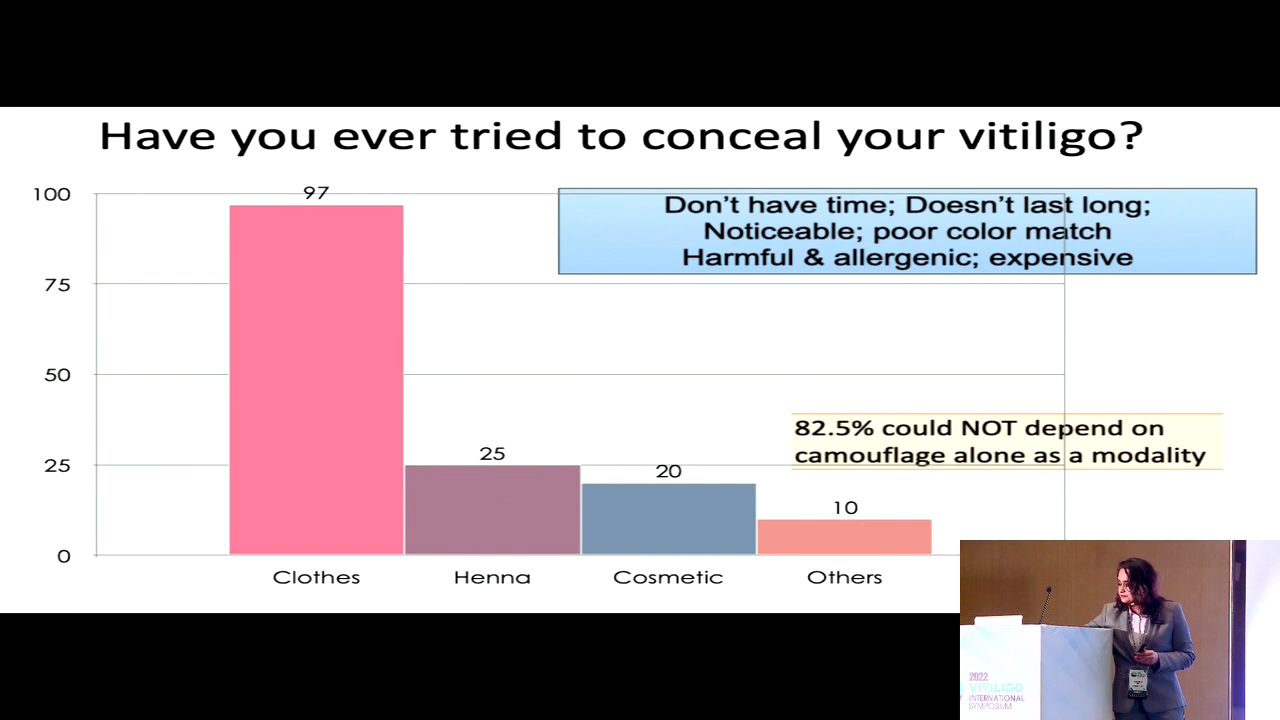 Have you ever tried to conceal your vitiligo?
100
75
50
25
0
97
25
20
10
Clothes
Henna
Cosmetic
Others
Don't have time; Doesn't last long;
Noticeable; poor color match
Harmful & allergenic; expensive
82.5% could NOT depend on
camouflage alone as a modality
2022
VITILIGO
INTERNATIONAL
SYMPOSIUM